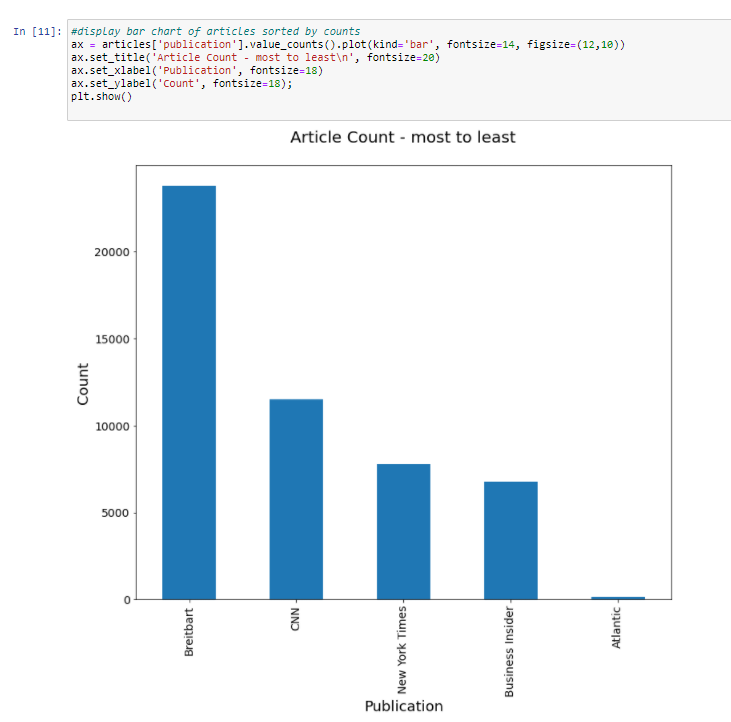 In [11]: #display bar chart of articles sorted by counts
ax = articles['publication'].value_counts().plot(kind='bar', fontsize=14, figsize=(12,10))
ax.set_title('Article Count - most to least\n', fontsize=20)
ax.set_xlabel('Publication', fontsize=18)
ax.set_ylabel('Count', fontsize=18);
plt.show()
Article Count - most to least
20000
15000
10000
5000
0
Count
Breitbart
CNN
New York Times
Business Insider
Atlantic
Publication